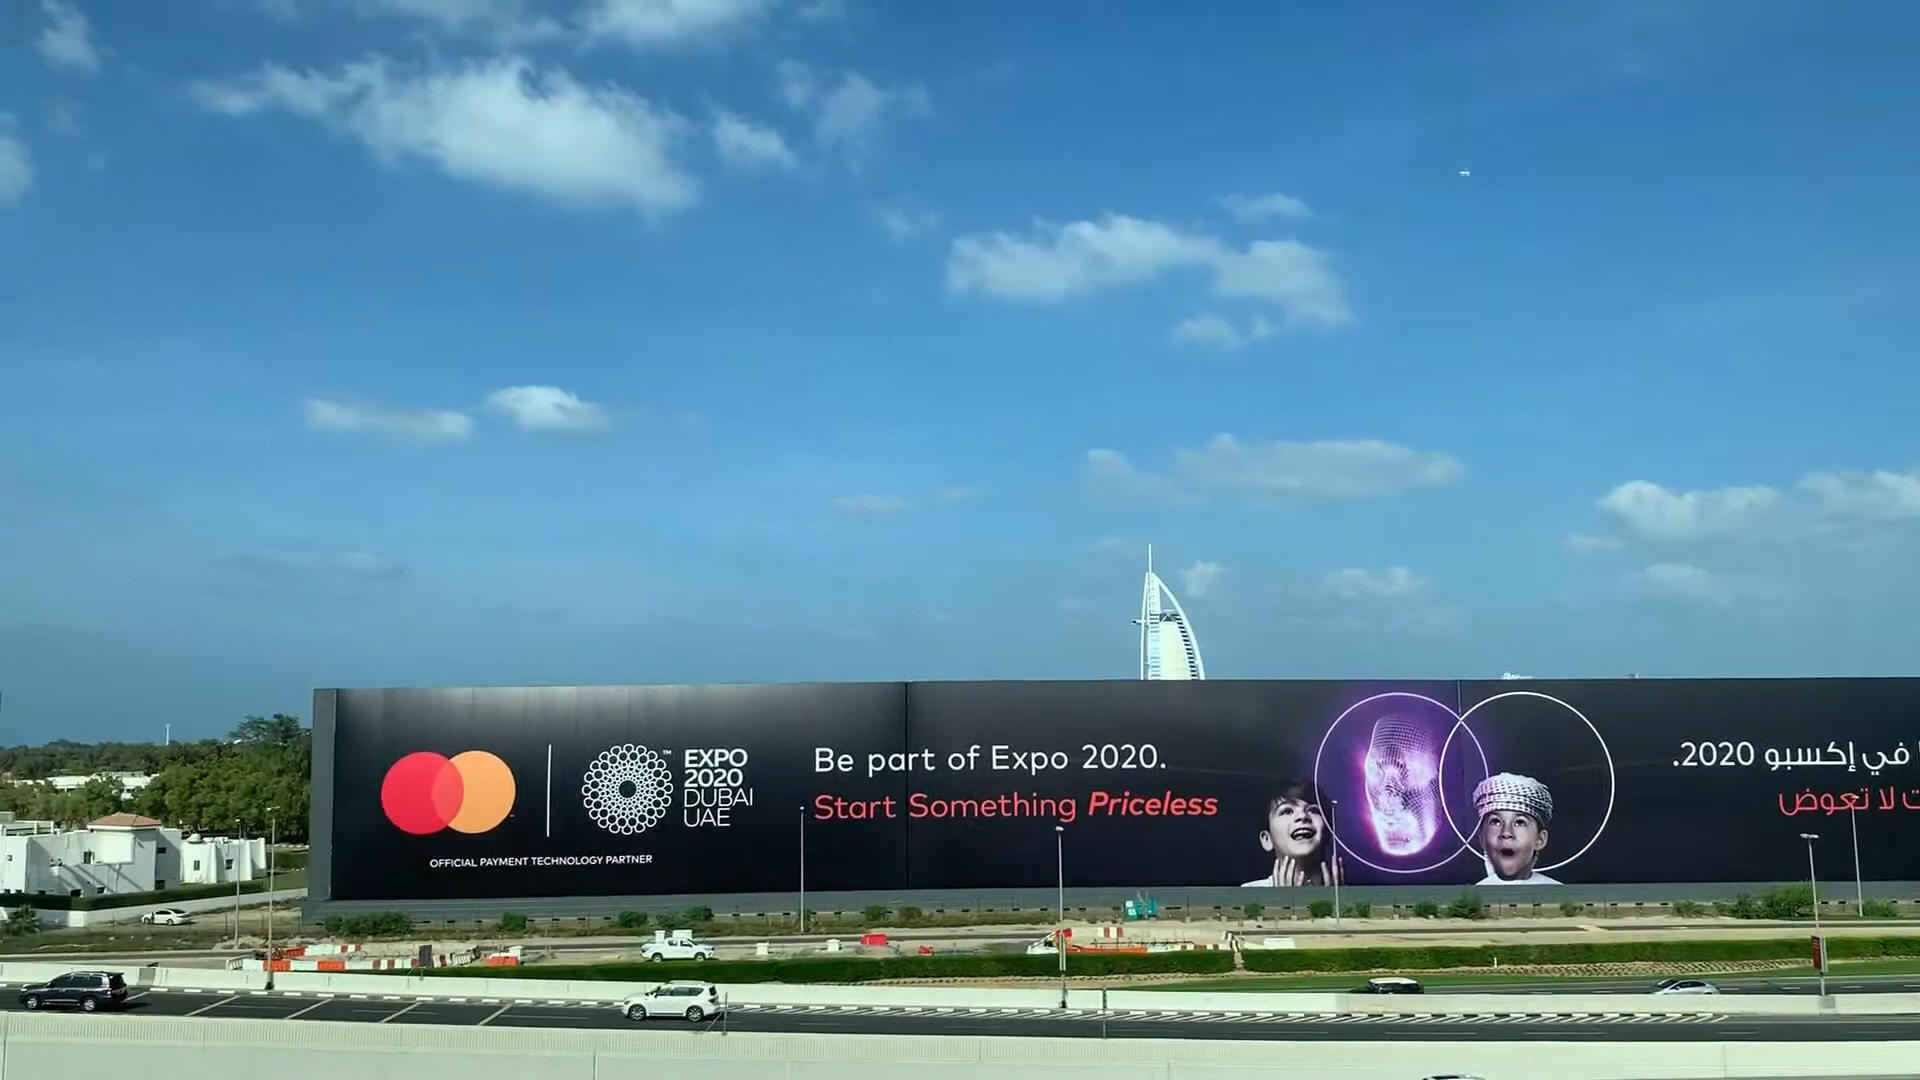 EXPO
2020
DUBAI
UAE
™
OFFICIAL PAYMENT TECHNOLOGY PARTNER
Be part of Expo 2020.
Start Something Priceless
في إكسبو 2020.
لا تعوض